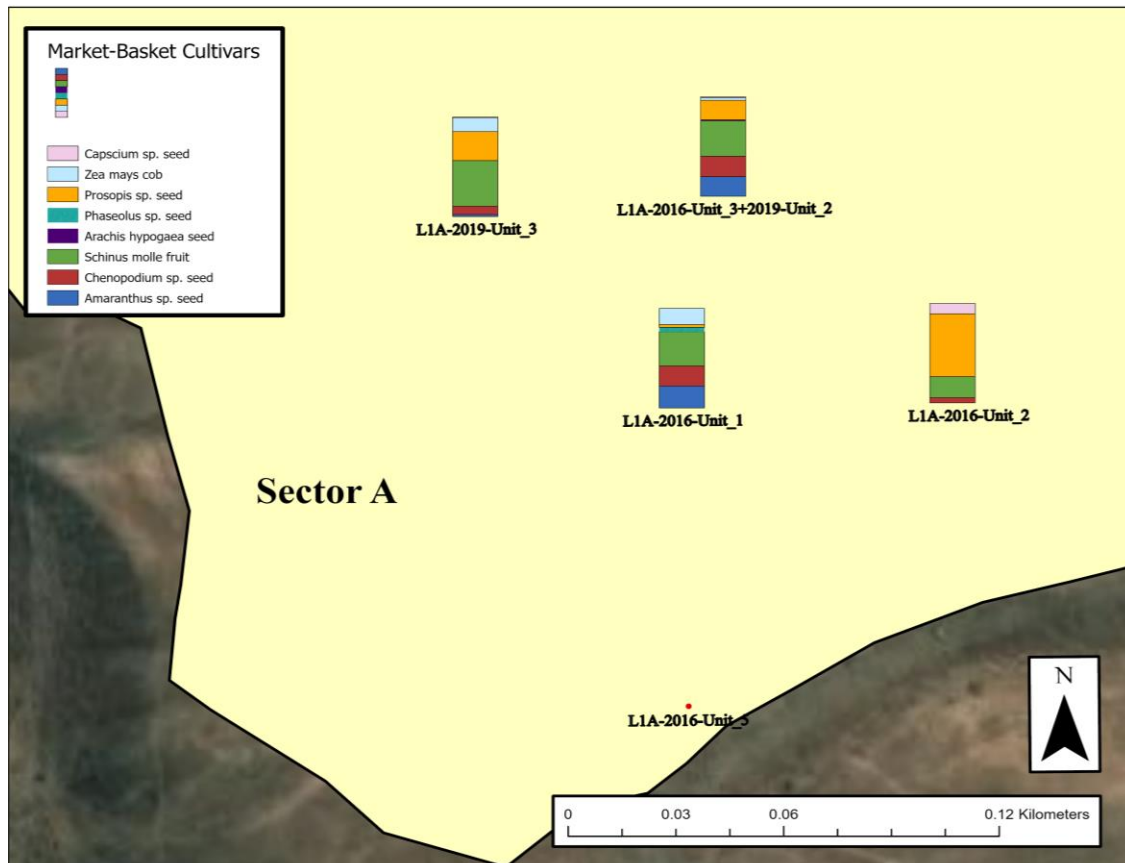 Market-Basket Cultivars
Capscium sp. seed
Zea mays cob
Prosopis sp. seed
Phaseolus sp. seed
Arachis hypogaea seed
Schinus molle fruit
Chenopodium sp. seed
Amaranthus sp. seed
L1A-2019-Unit_3
L1A-2016-Unit_3+2019-Unit_2
L1A-2016-Unit_1
L1A-2016-Unit_2
Sector A
L1A-2016-Unit_5
N
0 0.03 0.06 0.12 Kilometers